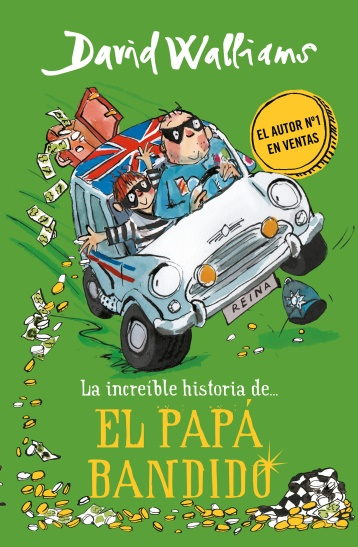 David Walliams
EL AUTOR Nº1
EN VENTAS
REINA
La increíble historia de...
EL PAPÁ
BANDIDO